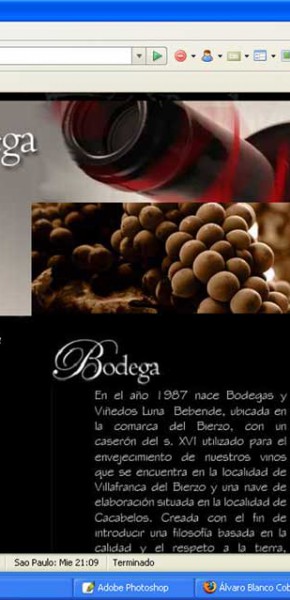 ega
Bodega
En el año 1987 nace Bodegas y
Viñedos Luna Bebende, ubicada en
la comarca del Bierzo, con un
caserón del s. XVI utilizado para el
envejecimiento de nuestros vinos
que se encuentra en la localidad de
Villafranca del Bierzo y una nave de
elaboración situada en la localidad de
Cacabelos. Creada con el fin de
introducir una filosofía basada en la
calidad y el respeto a la tierra,
Sao Paulo: Mie 21:09 Terminado
Adobe Photoshop Álvaro Blanco Cob